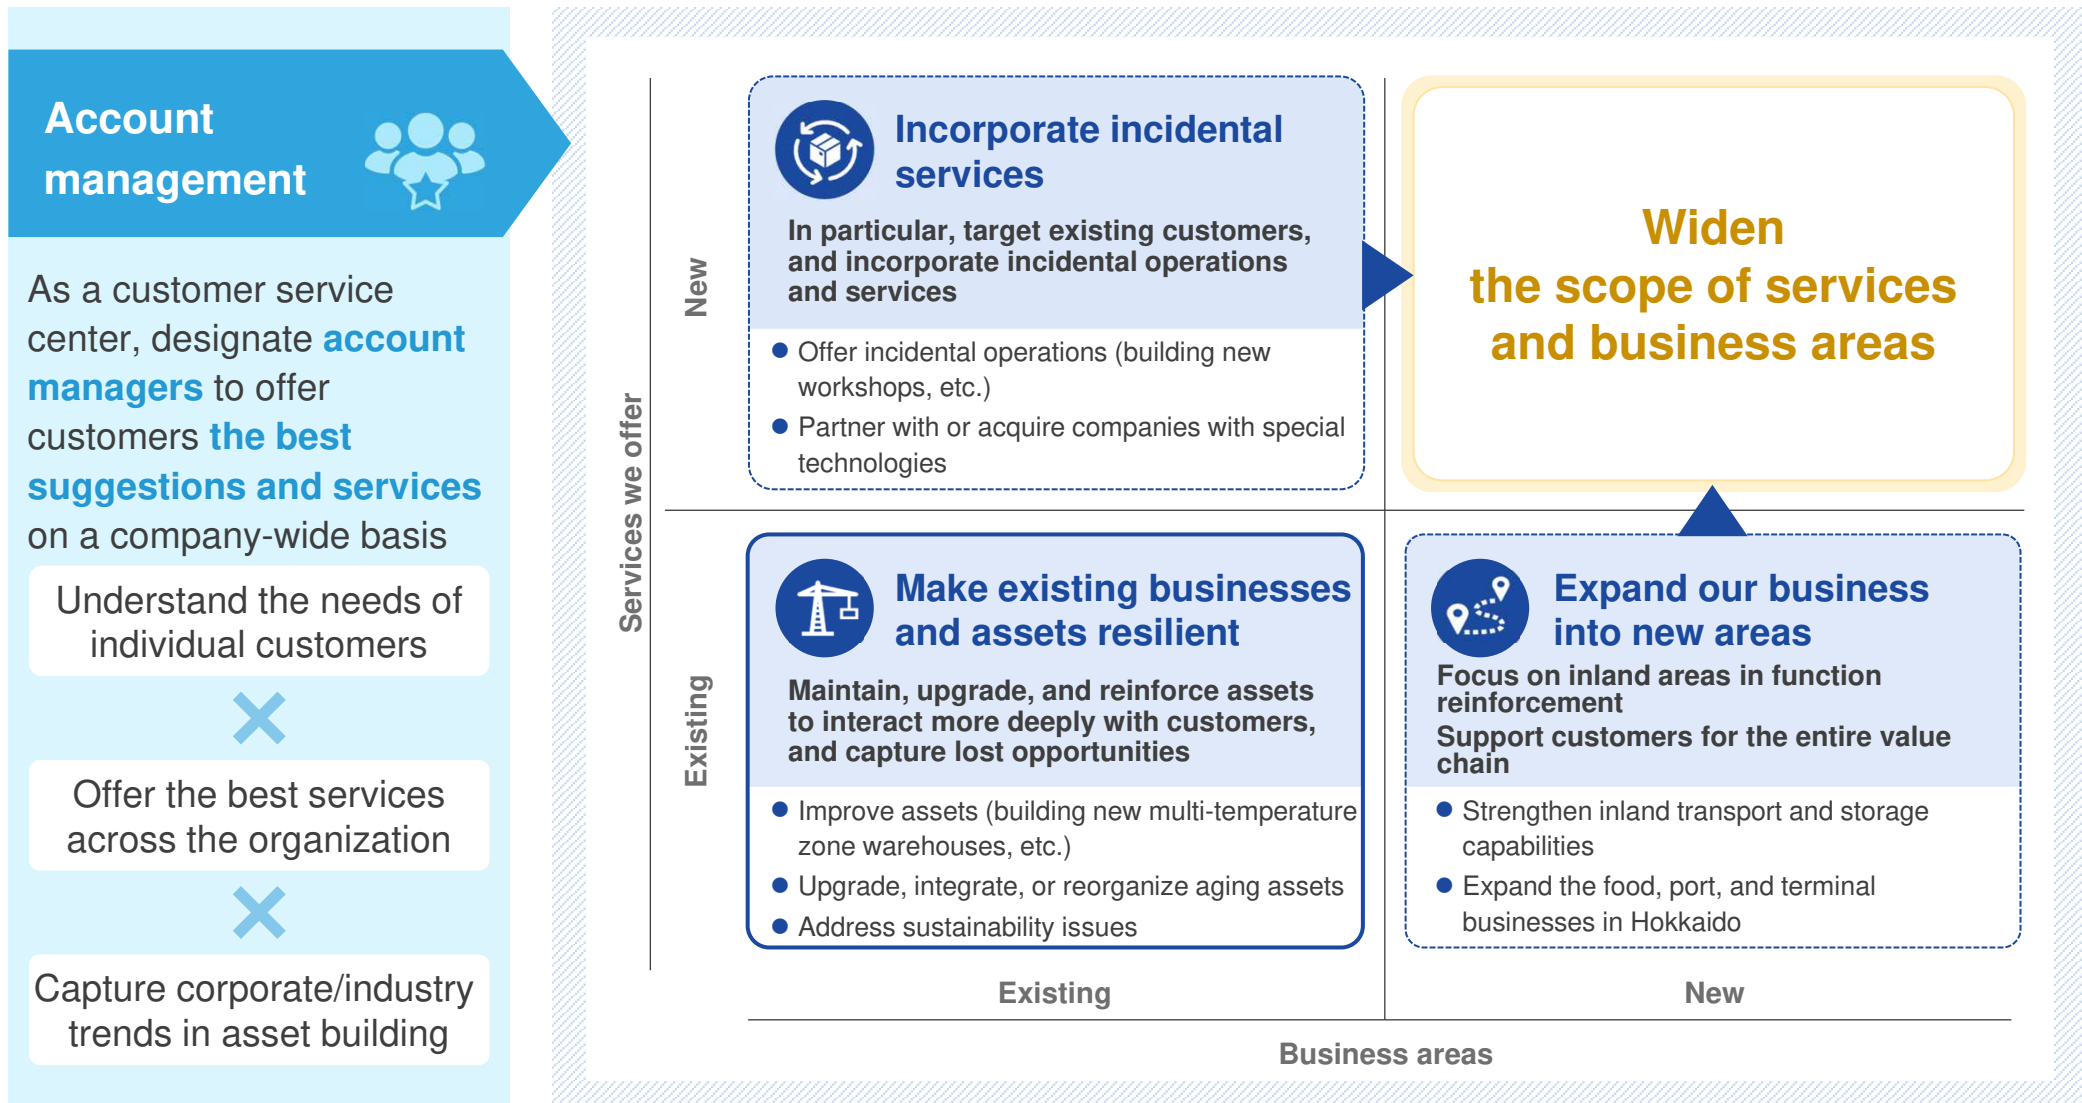 Account
management
As a customer service
center, designate account
managers to offer
customers the best
suggestions and services
on a company-wide basis
Understand the needs of
individual customers
Offer the best services
across the organization
Capture corporate/industry
trends in asset building
Services we offer
New
Existing
Incorporate incidental
services
In particular, target existing customers,
and incorporate incidental operations
and services
Offer incidental operations (building new
workshops, etc.)
Partner with or acquire companies with special
technologies
Widen
the scope of services
and business areas
Make existing businesses
and assets resilient
Maintain, upgrade, and reinforce assets
to interact more deeply with customers,
and capture lost opportunities
Improve assets (building new multi-temperature
zone warehouses, etc.)
Upgrade, integrate, or reorganize aging assets
Address sustainability issues
Expand our business
into new areas
Focus on inland areas in function
reinforcement
Support customers for the entire value
chain
Strengthen inland transport and storage
capabilities
Expand the food, port, and terminal
businesses in Hokkaido
Existing
New
Business areas